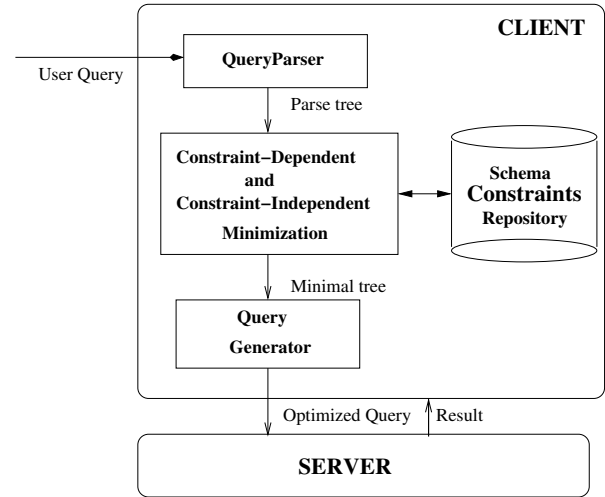 CLIENT
User Query
QueryParser
Parse tree
Constraint-Dependent
and
Constraint-Independent
Minimization
Schema
Constraints
Repository
Minimal tree
Query
Generator
Optimized Query
Result
SERVER